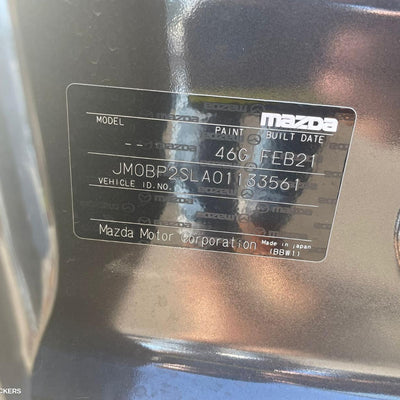 mazda
MODEL PAINT BUILT DATE
-- 46G FEB21
JM0BP2SLA01133561
VEHICLE ID.NO.
Mazda Motor Corporation Made in japan
(BBW1)